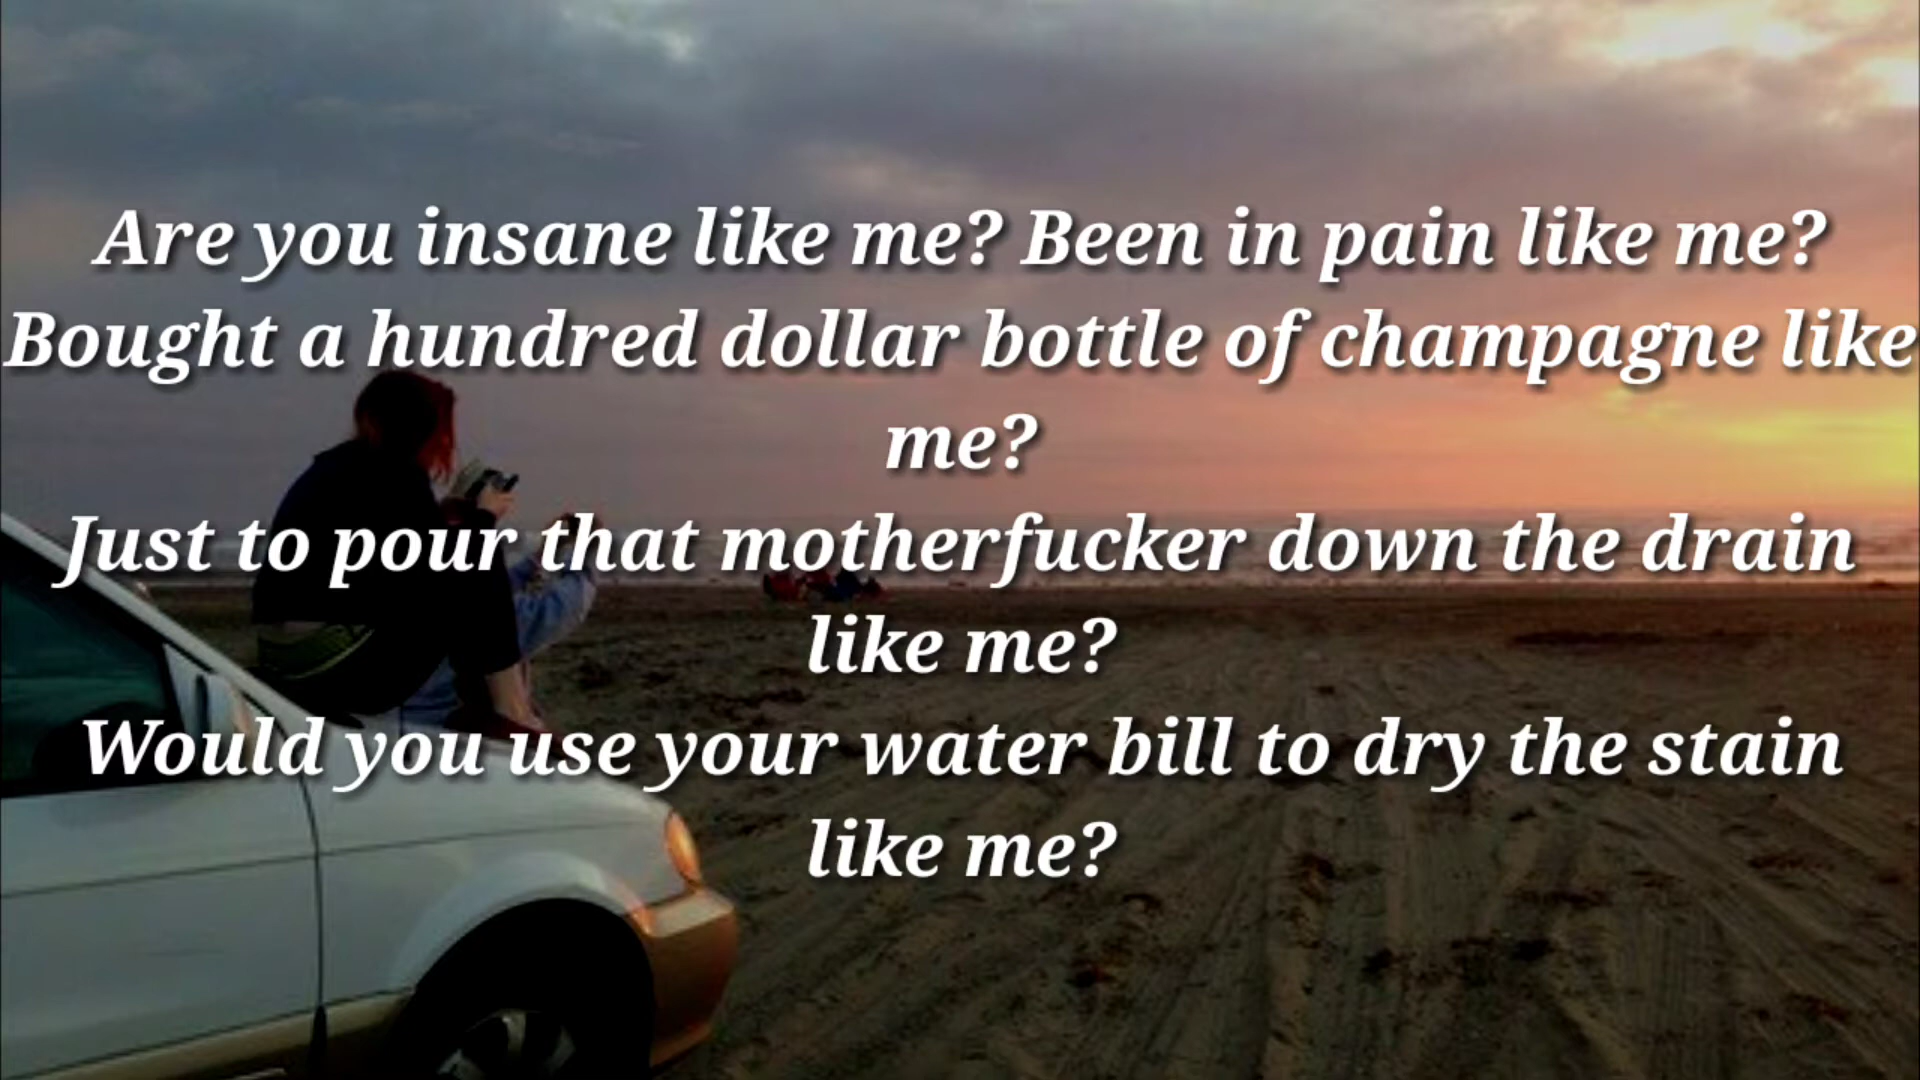 Are you insane like me? Been in pain like me?
Bought a hundred dollar bottle of champagne like
me?
Just to pour that motherfucker down the drain
like me?
Would you use your water bill to dry the stain
like me?